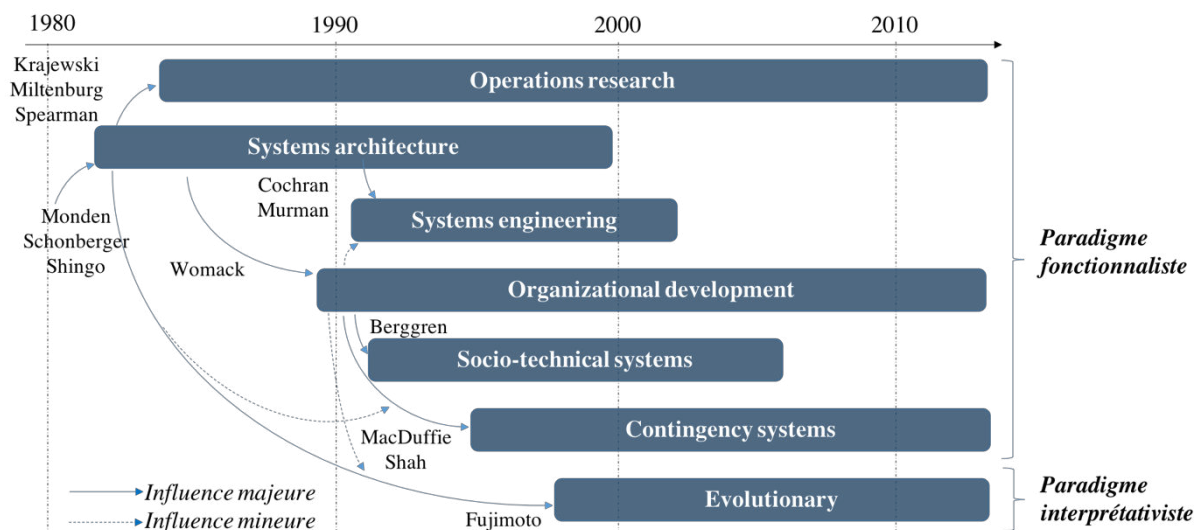 1980
1990
2000
2010
Krajewski
Miltenburg
Spearman
Operations research
Systems architecture
Cochran
Murman
Monden
Schonberger
Shingo
Systems engineering
Womack
Organizational development
Berggren
Socio-technical systems
MacDuffie
Shah
Contingency systems
Fujimoto
Evolutionary
Influence majeure
Influence mineure
Paradigme
fonctionnaliste
Paradigme
interprétativiste